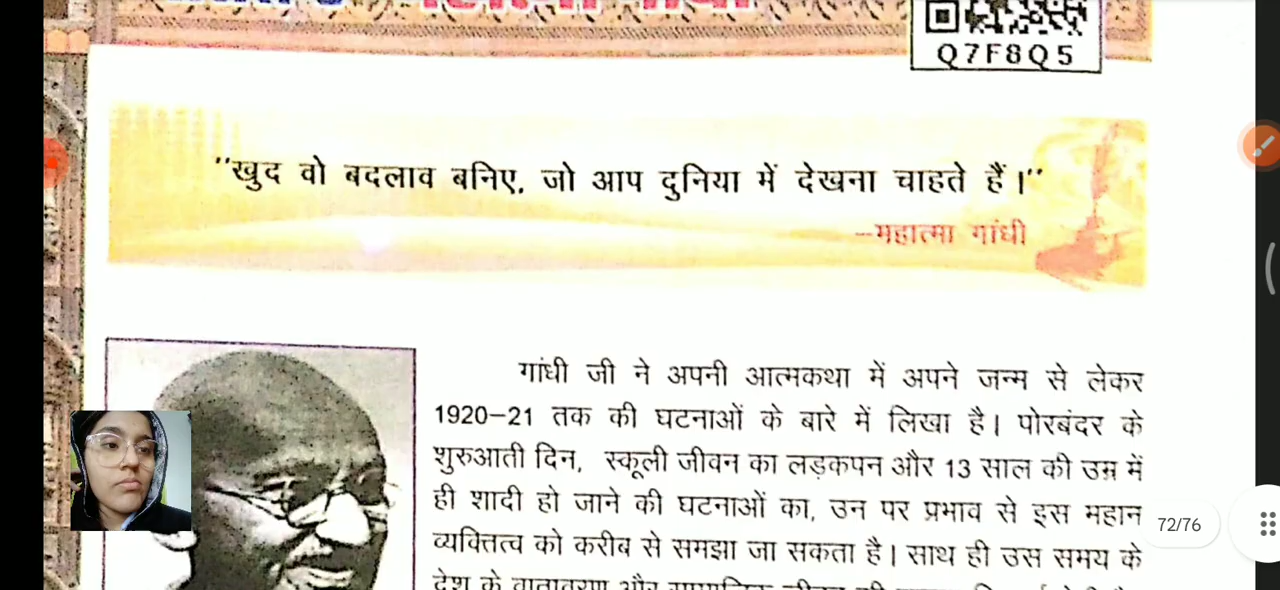 Q7F8Q5
"खुद वो बदलाव बनिए, जो आप दुनिया में देखना चाहते हैं।"
–महात्मा गांधी
गांधी जी ने अपनी आत्मकथा में अपने जन्म से लेकर
1920–21 तक की घटनाओं के बारे में लिखा है। पोरबंदर के
शुरुआती दिन, स्कूली जीवन का लड़कपन और 13 साल की उम्र में
ही शादी हो जाने की घटनाओं का, उन पर प्रभाव से इस महान
व्यक्तित्व को करीब से समझा जा सकता है। साथ ही उस समय के
देश के वातावरण और
72/76